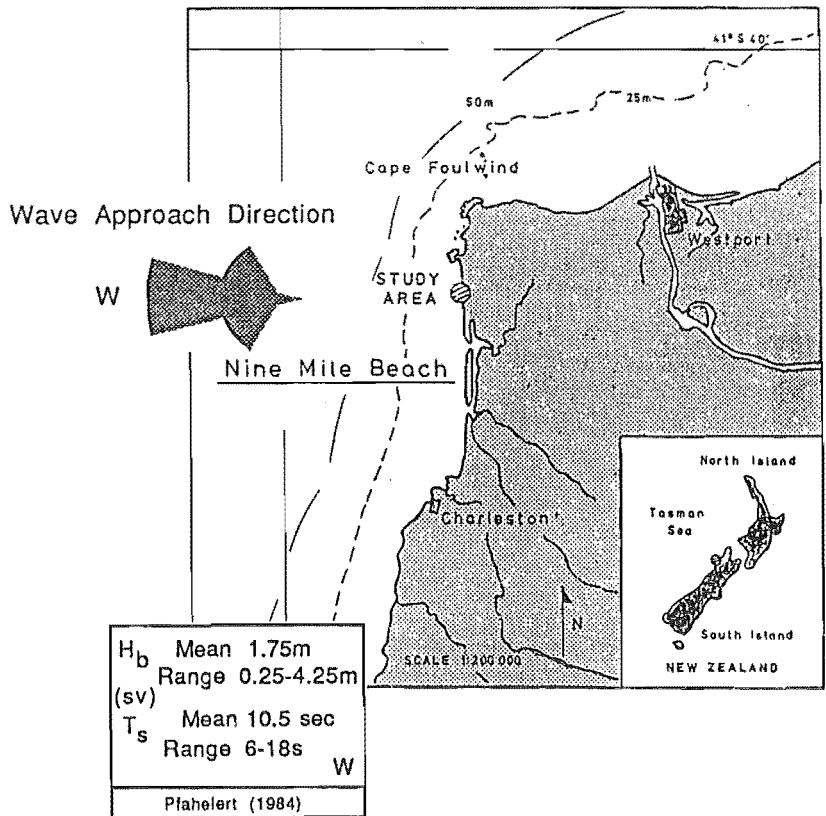 41° S 40'
50m
25m
Cape Foulwind
Wave Approach Direction
Westport
W
STUDY
AREA
Nine Mile Beach
North Island
Tasman
Sea
Charleston
N
South Island
SCALE 1:200 000
NEW ZEALAND
Hb Mean 1.75m
Range 0.25-4.25m
(sv)
Ts Mean 10.5 sec
Range 6-18s
W
Pfahelert (1984)